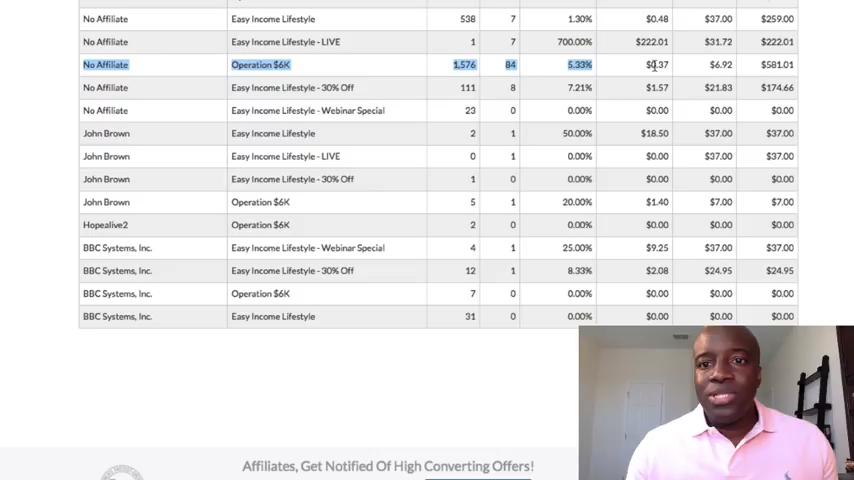 No Affiliate Easy Income Lifestyle 538 7 1.30% $0.48 $37.00 $259.00
No Affiliate Easy Income Lifestyle - LIVE 1 7 700.00% $222.01 $31.72 $222.01
No Affiliate Operation $6K 1,576 84 5.33% $0.37 $6.92 $581.01
No Affiliate Easy Income Lifestyle - 30% Off 111 8 7.21% $1.57 $21.83 $174.66
No Affiliate Easy Income Lifestyle - Webinar Special 23 0 0.00% $0.00 $0.00 $0.00
John Brown Easy Income Lifestyle 2 1 50.00% $18.50 $37.00 $37.00
John Brown Easy Income Lifestyle - LIVE 0 1 0.00% $0.00 $37.00 $37.00
John Brown Easy Income Lifestyle - 30% Off 1 0 0.00% $0.00 $0.00 $0.00
John Brown Operation $6K 5 1 20.00% $1.40 $7.00 $7.00
Hopealive2 Operation $6K 2 0 0.00% $0.00 $0.00 $0.00
BBC Systems, Inc. Easy Income Lifestyle - Webinar Special 4 1 25.00% $9.25 $37.00 $37.00
BBC Systems, Inc. Easy Income Lifestyle - 30% Off 12 1 8.33% $2.08 $24.95 $24.95
BBC Systems, Inc. Operation $6K 7 0 0.00% $0.00 $0.00 $0.00
BBC Systems, Inc. Easy Income Lifestyle 31 0 0.00% $0.00 $0.00 $0.00
Affiliates, Get Notified Of High Converting Offers!